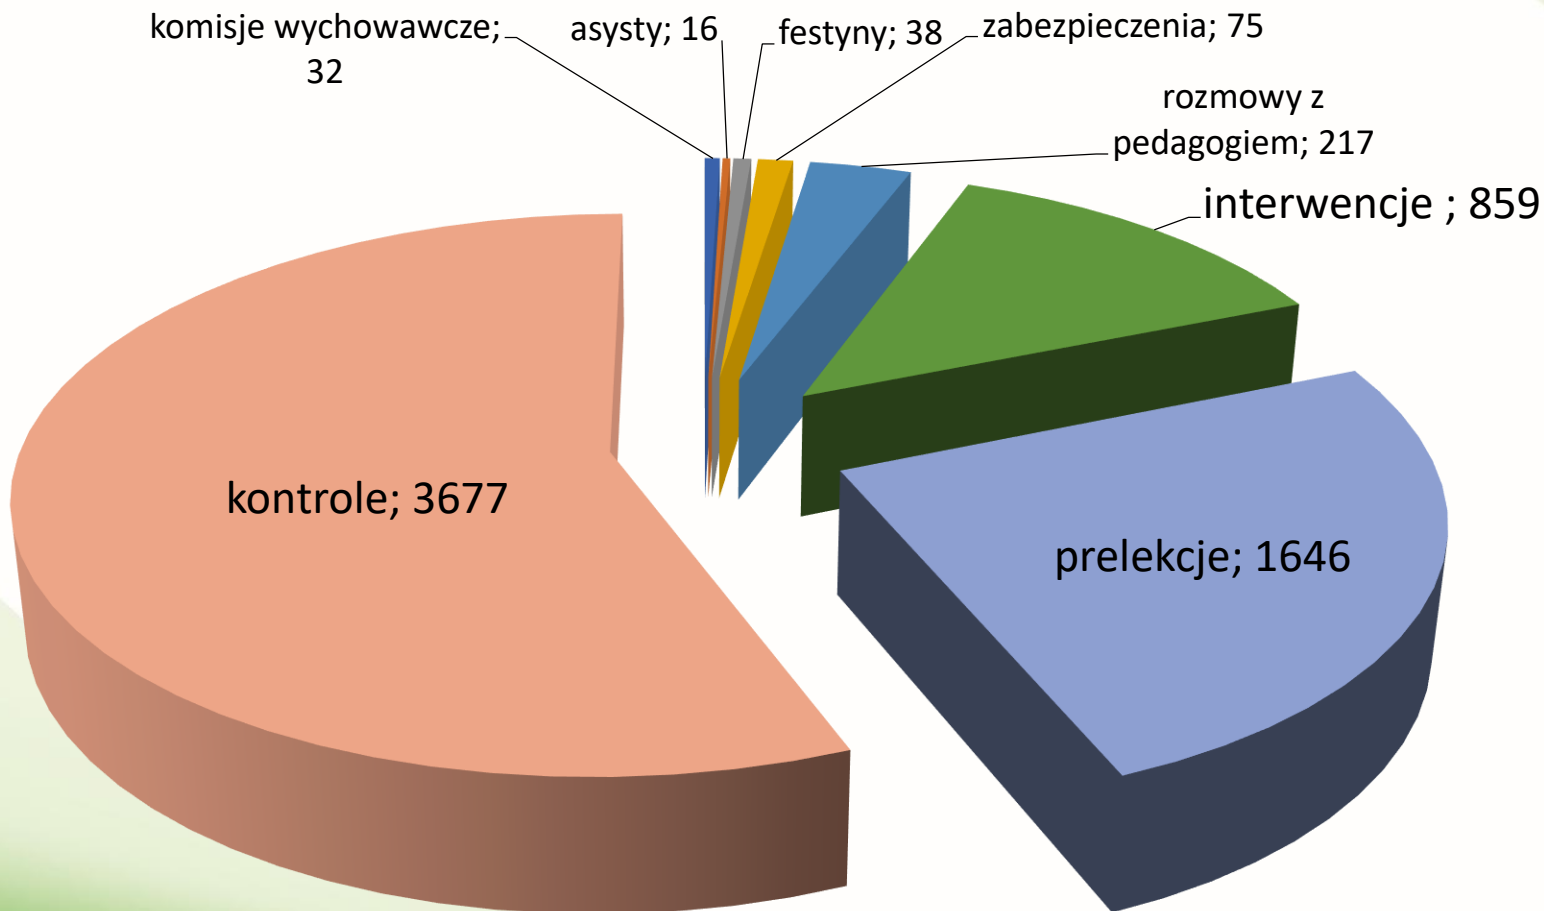 komisje wychowawcze;
32
asysty; 16
festyny; 38
zabezpieczenia; 75
rozmowy z
pedagogiem; 217
interwencje ; 859
kontrole; 3677
prelekcje; 1646